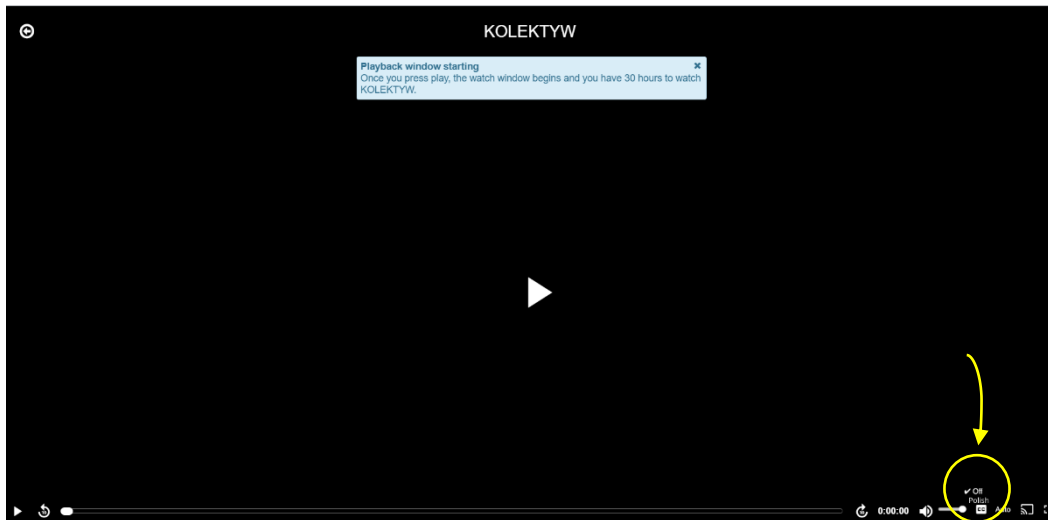 KOLEKTYW
Playback window starting
Once you press play, the watch window begins and you have 30 hours to watch
KOLEKTYW.
✔ Off
Polish
0:00:00
CC
Auto